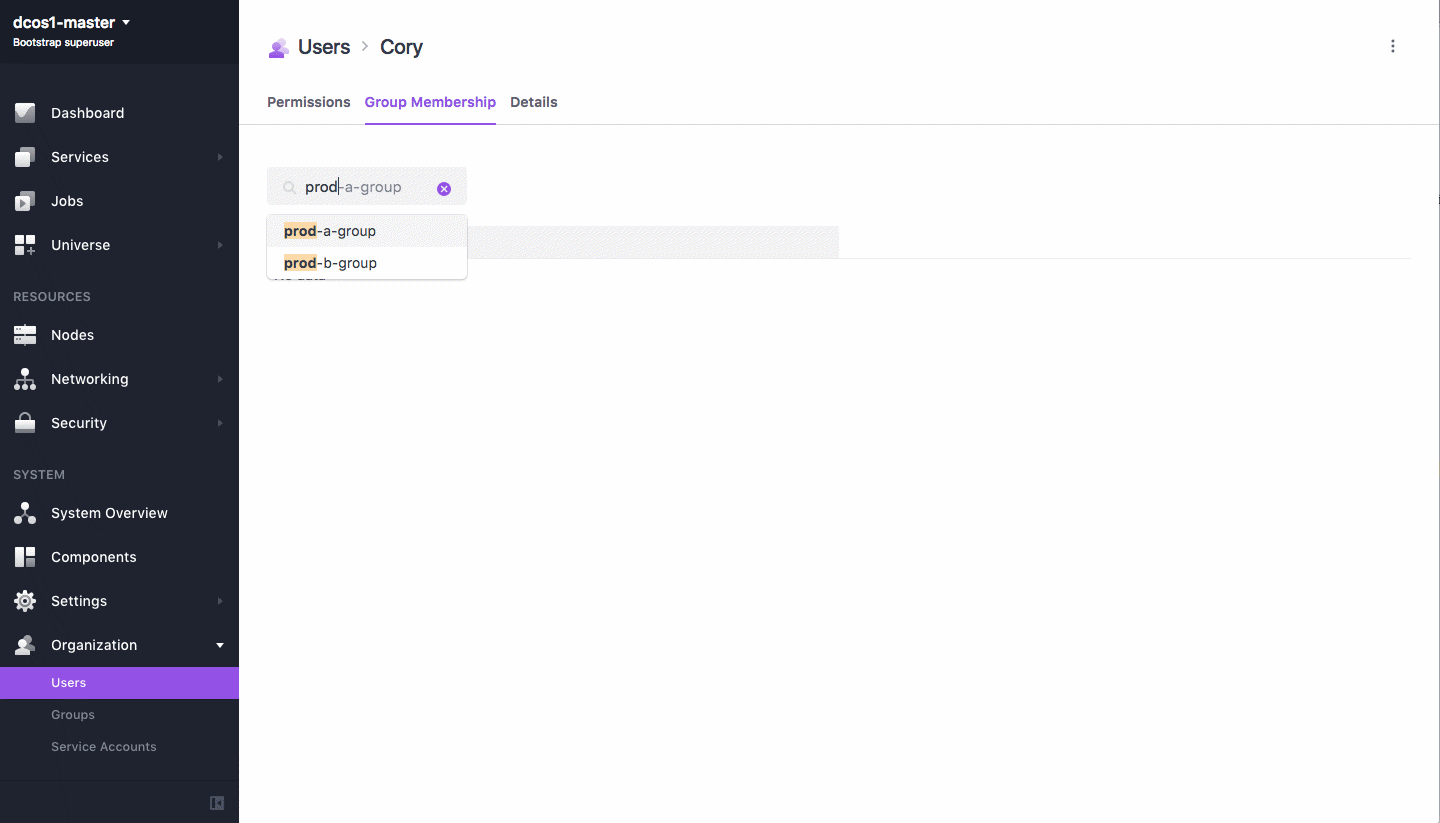 dcos1-master
Bootstrap superuser
Dashboard
Services
Jobs
Universe
RESOURCES
Nodes
Networking
Security
SYSTEM
System Overview
Components
Settings
Organization
Users
Groups
Service Accounts
Users > Cory
Permissions Group Membership Details
prod-a-group
prod-a-group
prod-b-group